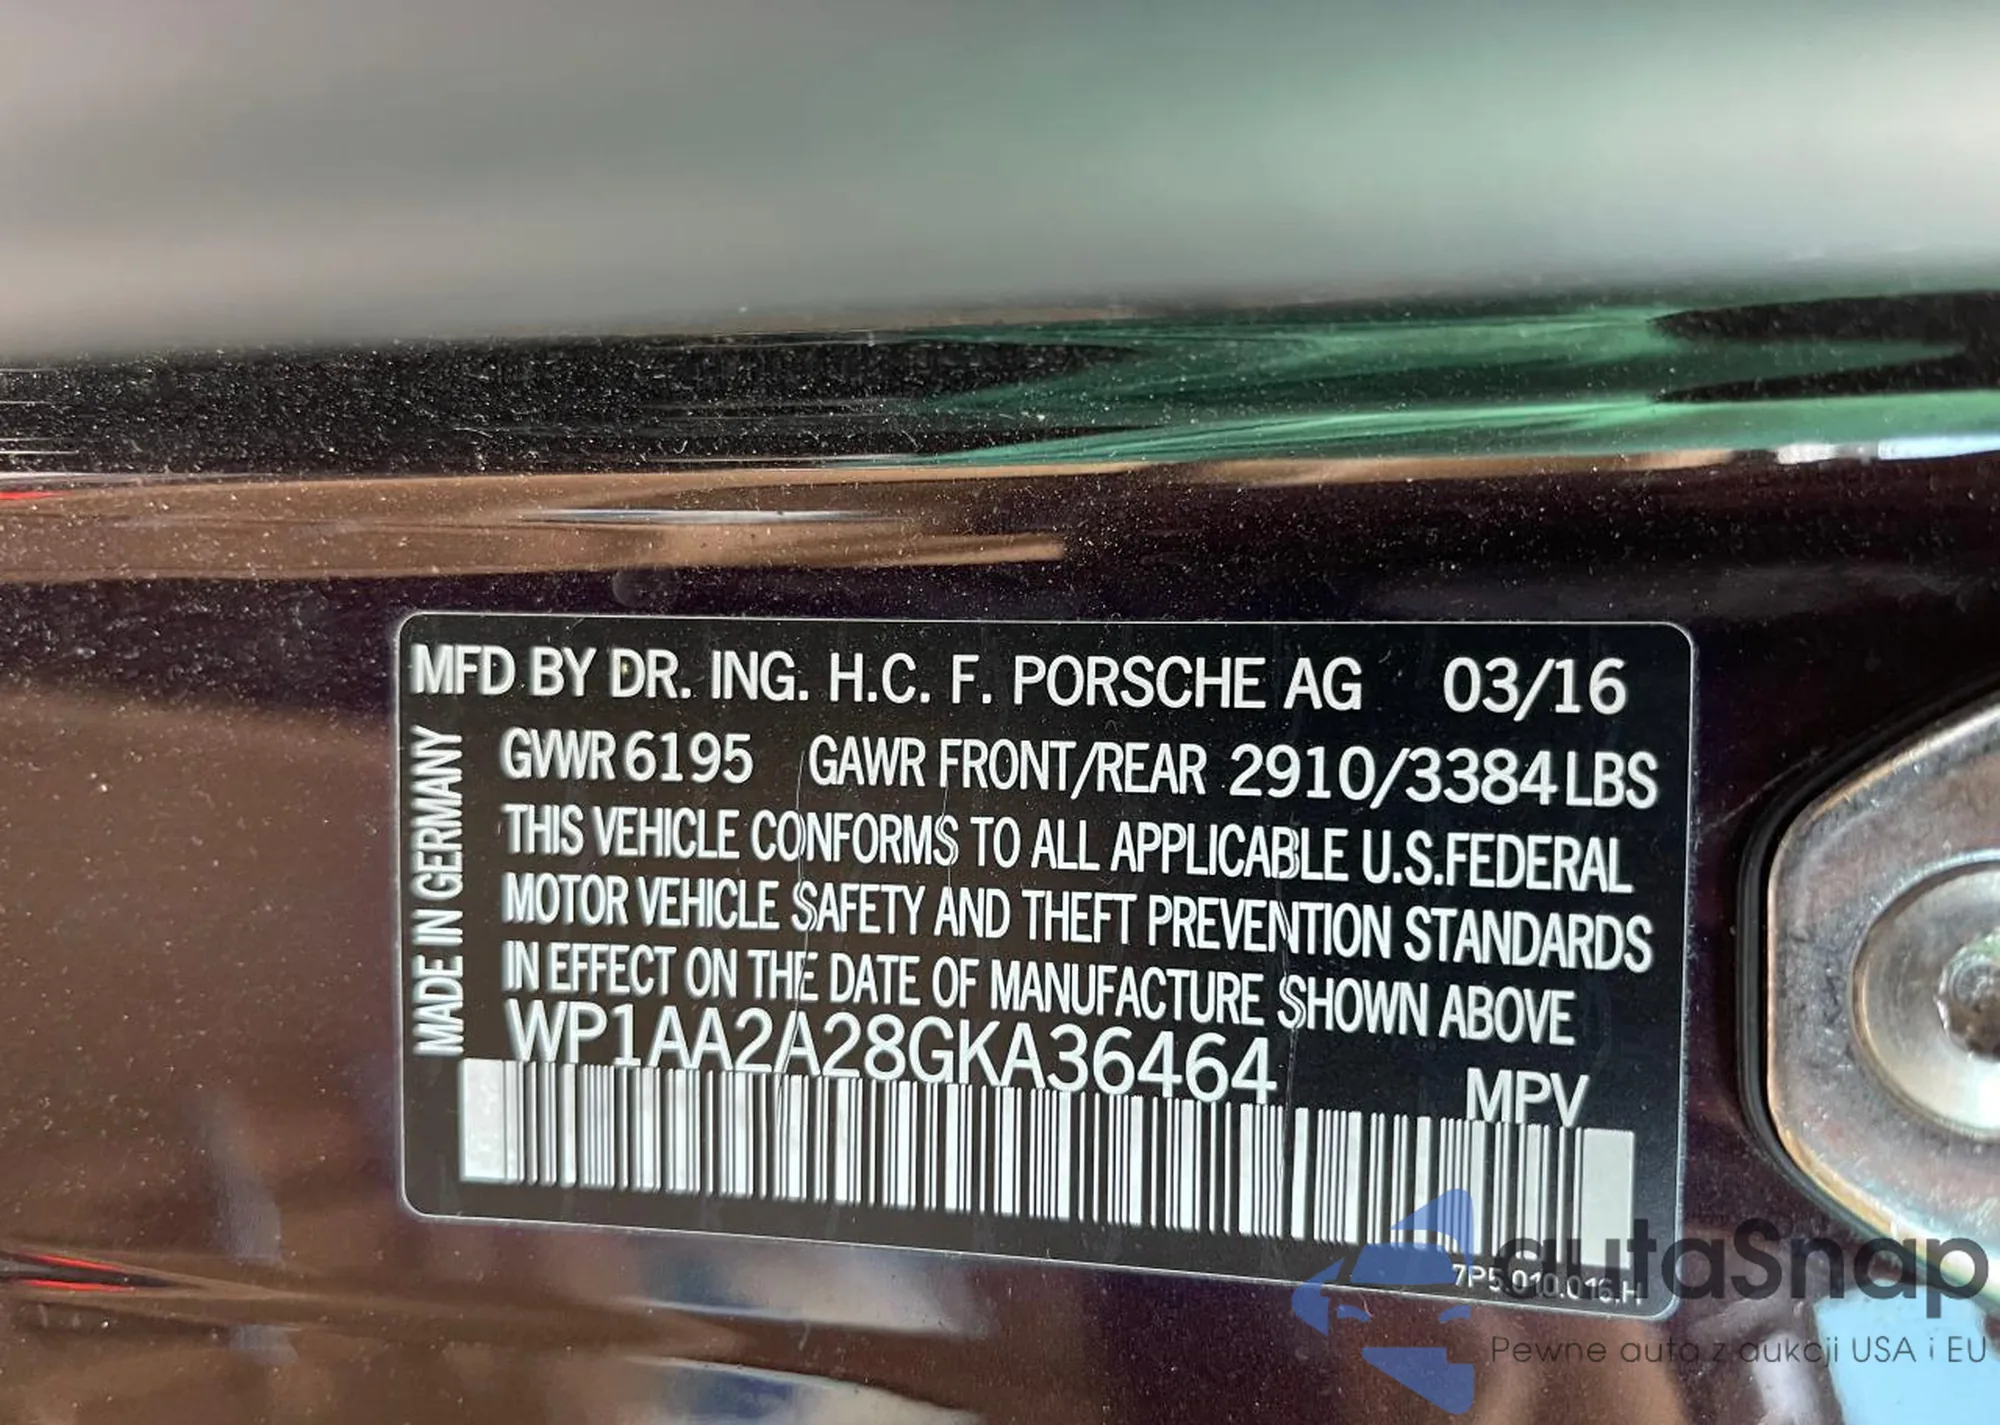 MFD BY DR. ING. H.C. F. PORSCHE AG 03/16
GVWR 6195 GAWR FRONT/REAR 2910/3384 LBS
THIS VEHICLE CONFORMS TO ALL APPLICABLE U.S.FEDERAL
MOTOR VEHICLE SAFETY AND THEFT PREVENTION STANDARDS
IN EFFECT ON THE DATE OF MANUFACTURE SHOWN ABOVE
WP1AA2A28GKA36464
MPV
MADE IN GERMANY
7P5.010.016.H
autaSnap
Pewne auta z aukcji USA i EU